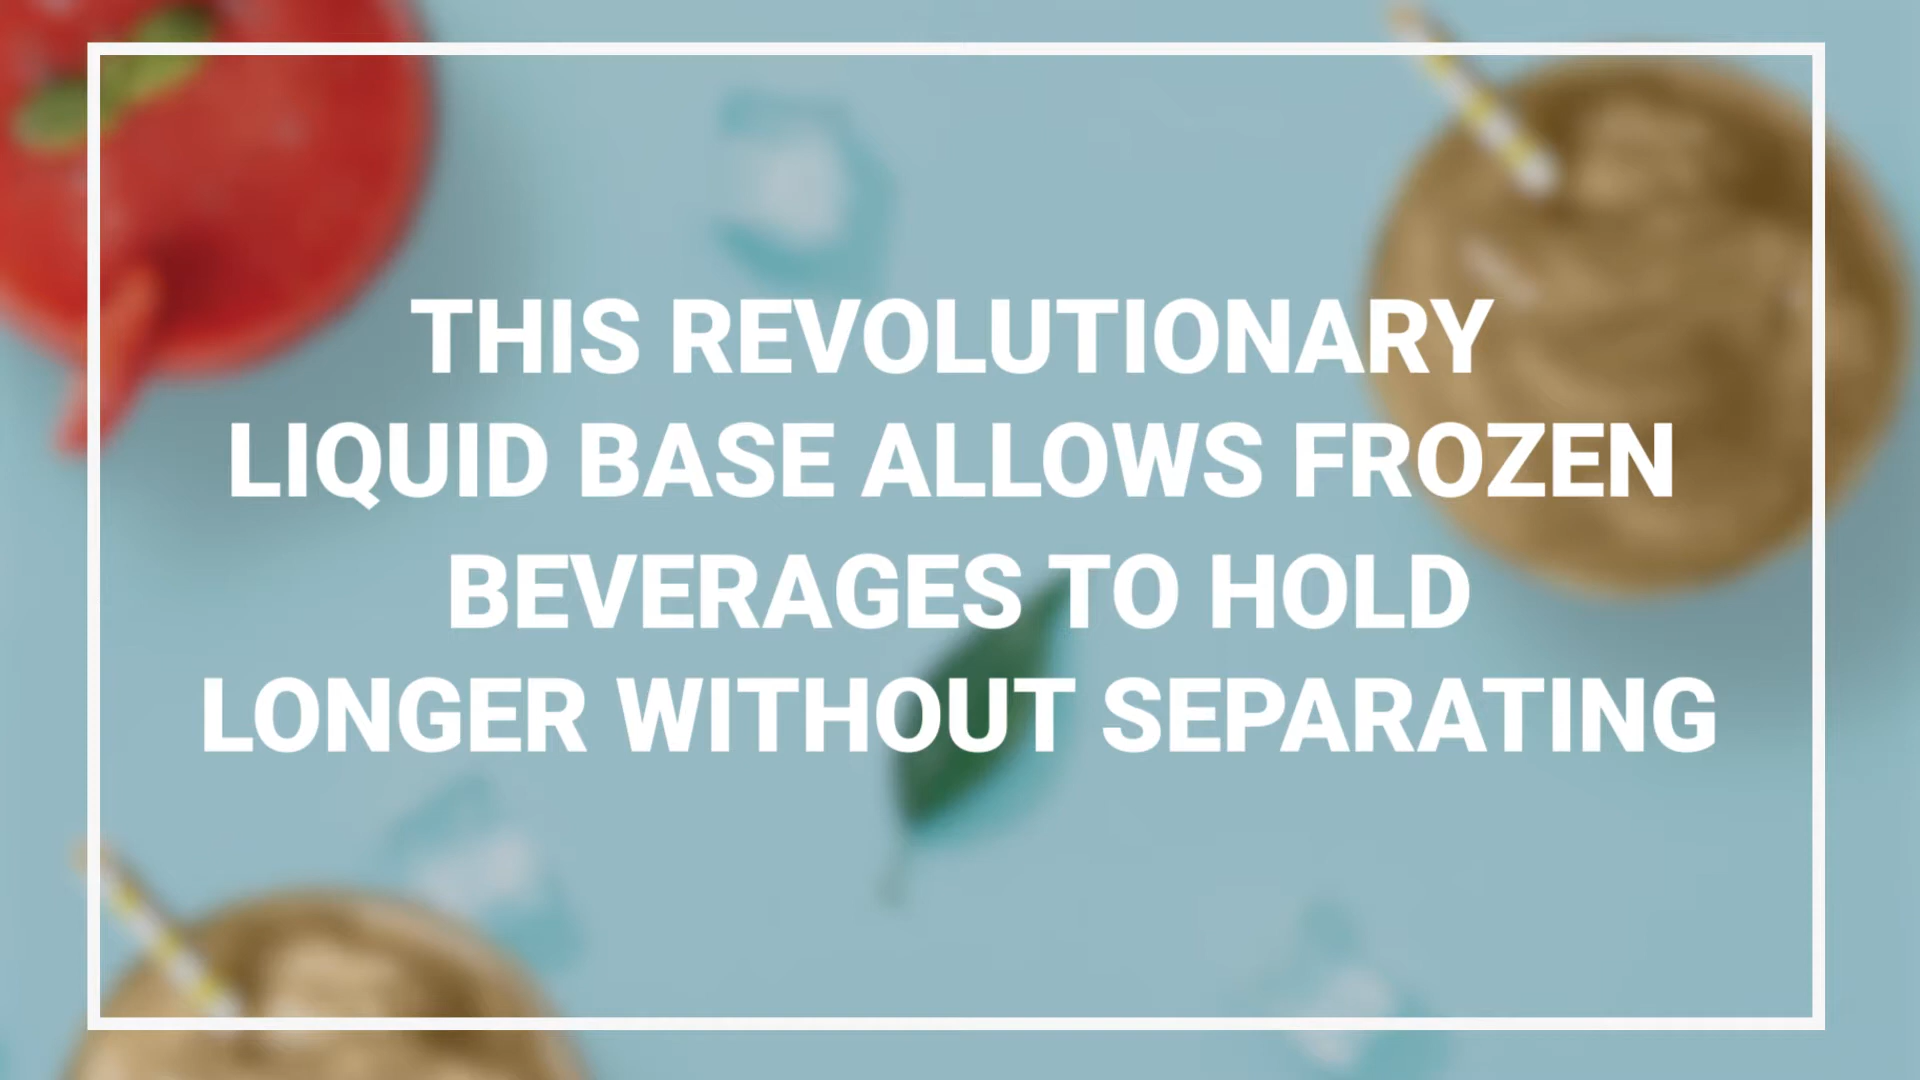 THIS REVOLUTIONARY
LIQUID BASE ALLOWS FROZEN
BEVERAGES TO HOLD
LONGER WITHOUT SEPARATING